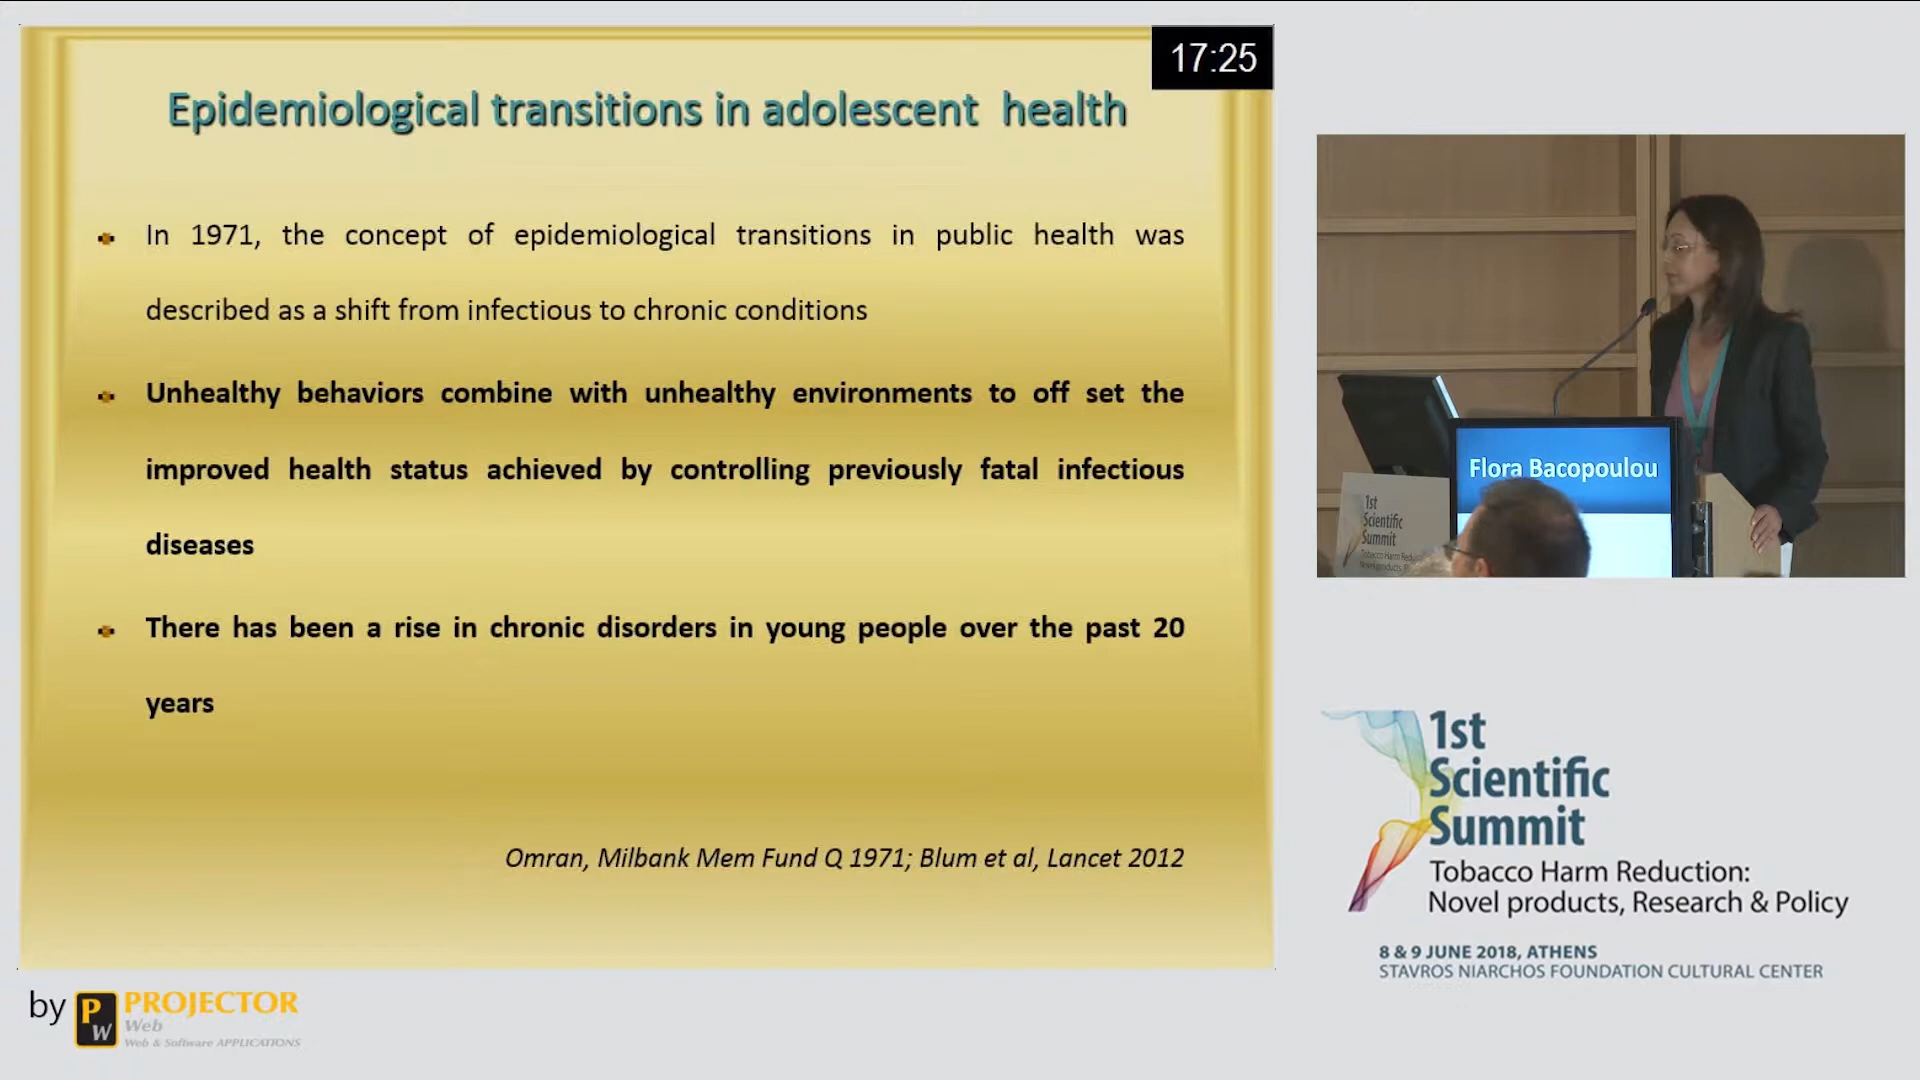 17:25
Epidemiological transitions in adolescent health
In 1971, the concept of epidemiological transitions in public health was
described as a shift from infectious to chronic conditions
Unhealthy behaviors combine with unhealthy environments to off set the
improved health status achieved by controlling previously fatal infectious
diseases
There has been a rise in chronic disorders in young people over the past 20
years
Omran, Milbank Mem Fund Q 1971; Blum et al, Lancet 2012
by PW PROJECTOR
Web
Web & Software APPLICATIONS
Flora Bacopoulou
1st
Scientific
Summit
1st
Scientific
Summit
Tobacco Harm Reduction:
Novel products, Research & Policy
8 & 9 JUNE 2018, ATHENS
STAVROS NIARCHOS FOUNDATION CULTURAL CENTER